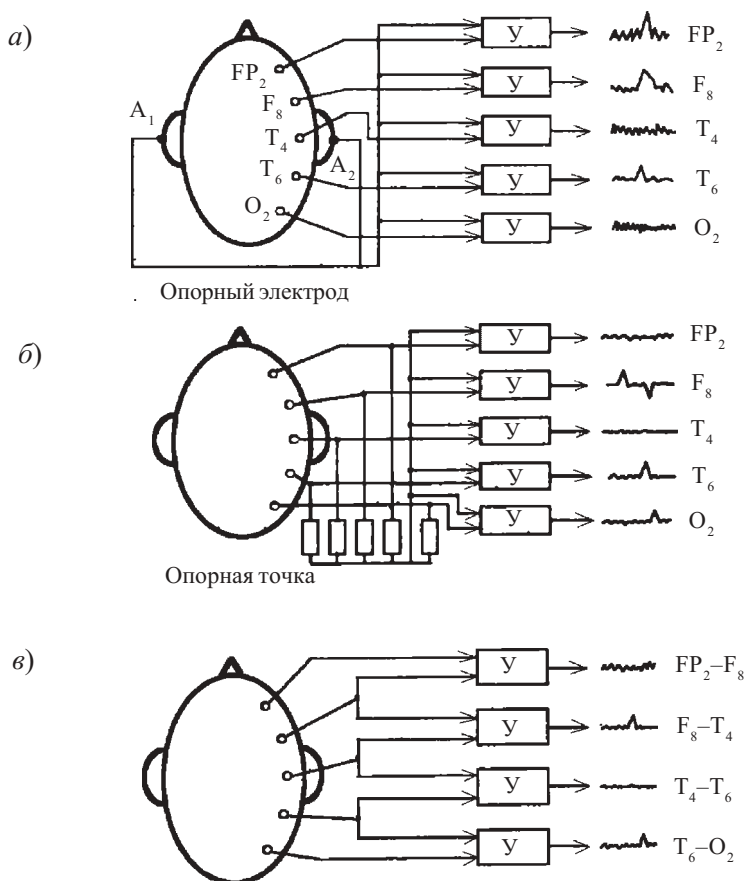 а)
FP₂
F₈
T₄
T₆
O₂
A₁
A₂
У
FP₂
У
F₈
У
T₄
У
T₆
У
O₂
Опорный электрод
б)
У
FP₂
У
F₈
У
T₄
У
T₆
У
O₂
Опорная точка
в)
У
FP₂–F₈
У
F₈–T₄
У
T₄–T₆
У
T₆–O₂